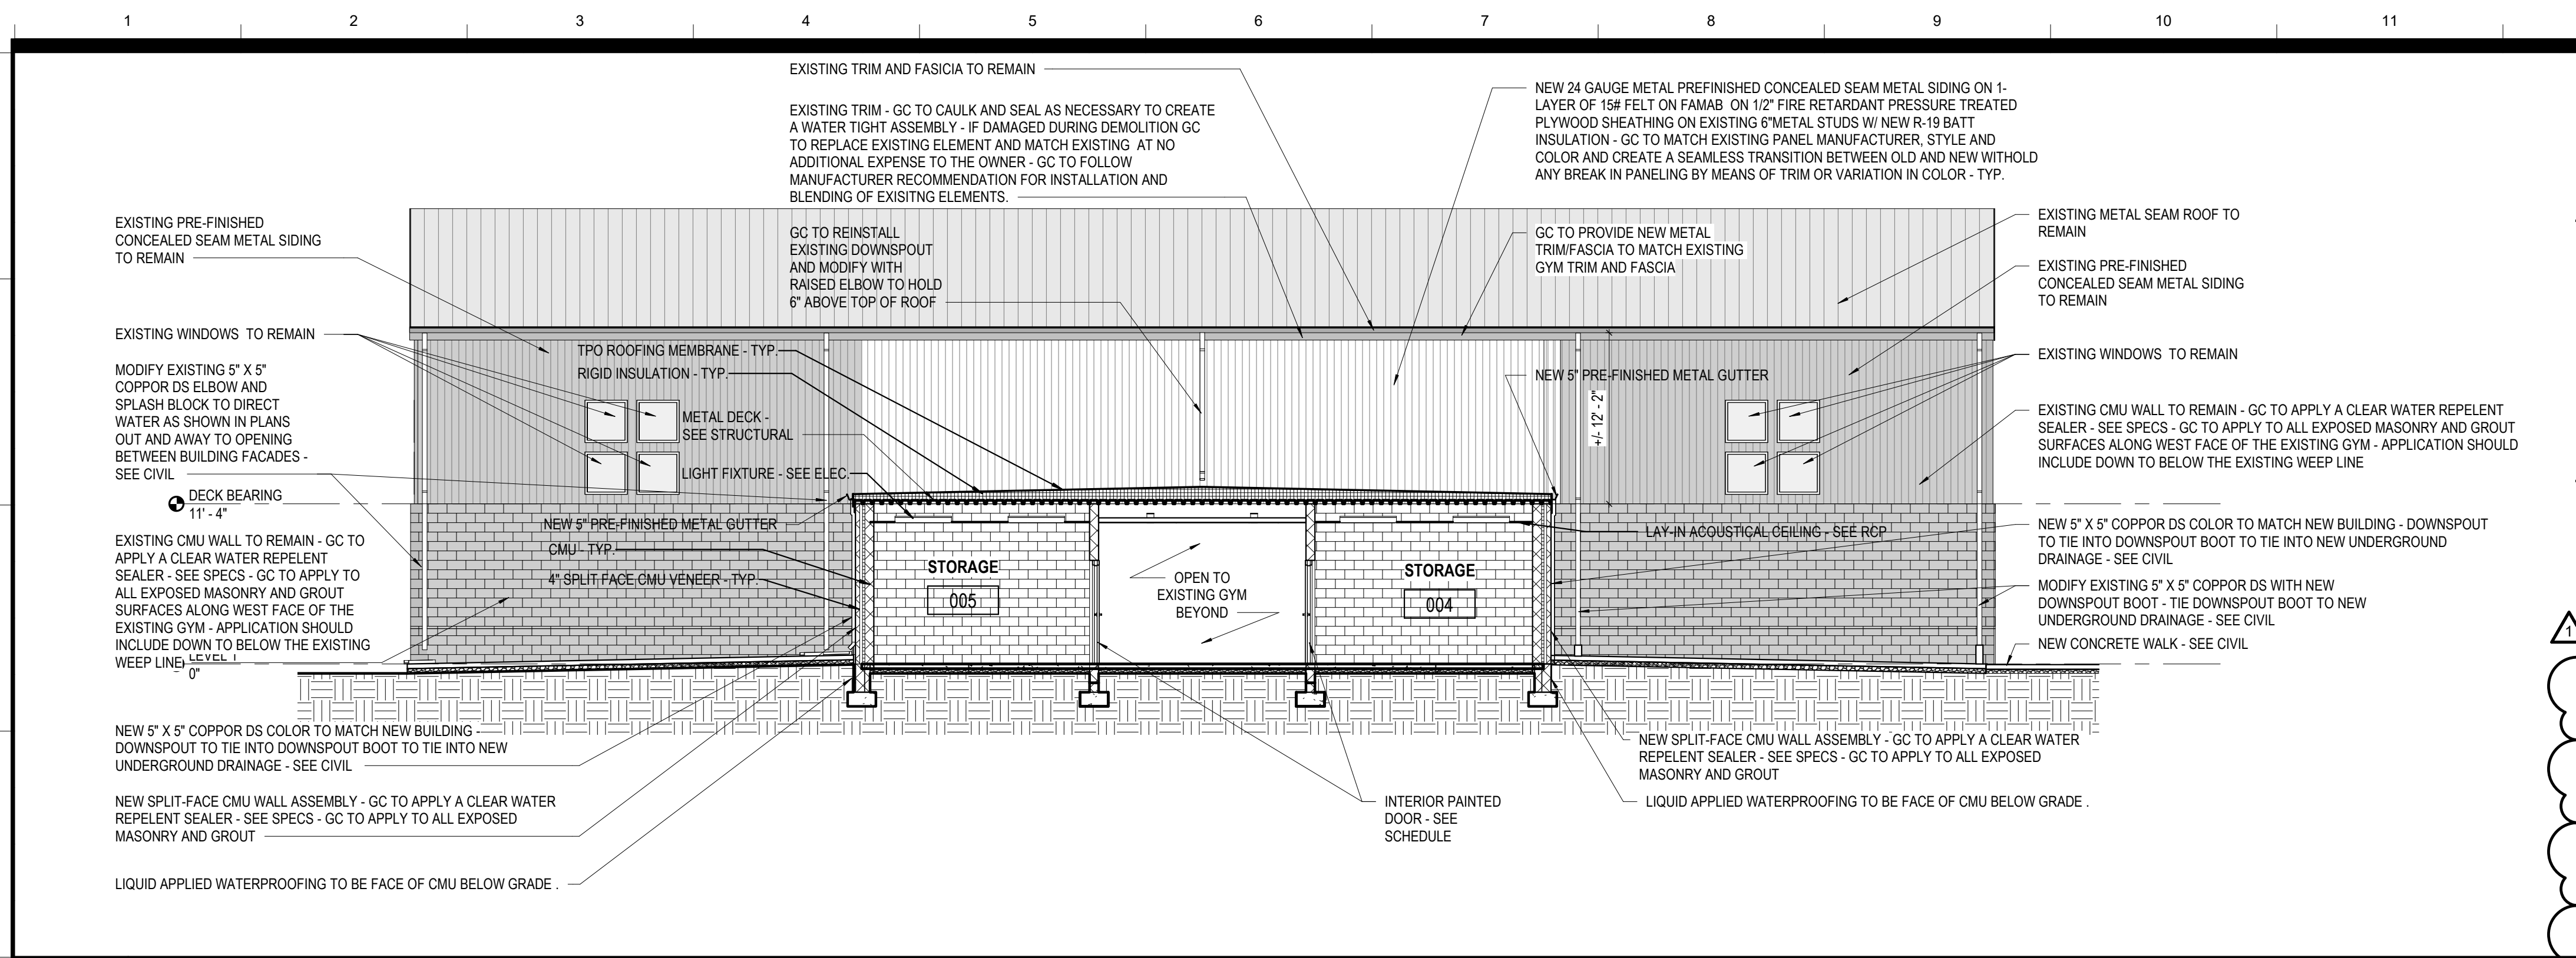 1 2 3 4 5 6 7 8 9 10 11
EXISTING TRIM AND FASICIA TO REMAIN
EXISTING TRIM - GC TO CAULK AND SEAL AS NECESSARY TO CREATE
A WATER TIGHT ASSEMBLY - IF DAMAGED DURING DEMOLITION GC
TO REPLACE EXISTING ELEMENT AND MATCH EXISTING AT NO
ADDITIONAL EXPENSE TO THE OWNER - GC TO FOLLOW
MANUFACTURER RECOMMENDATION FOR INSTALLATION AND
BLENDING OF EXISITNG ELEMENTS.
NEW 24 GAUGE METAL PREFINISHED CONCEALED SEAM METAL SIDING ON 1-
LAYER OF 15# FELT ON FAMAB ON 1/2" FIRE RETARDANT PRESSURE TREATED
PLYWOOD SHEATHING ON EXISTING 6"METAL STUDS W/ NEW R-19 BATT
INSULATION - GC TO MATCH EXISTING PANEL MANUFACTURER, STYLE AND
COLOR AND CREATE A SEAMLESS TRANSITION BETWEEN OLD AND NEW WITHOLD
ANY BREAK IN PANELING BY MEANS OF TRIM OR VARIATION IN COLOR - TYP.
EXISTING PRE-FINISHED
CONCEALED SEAM METAL SIDING
TO REMAIN
GC TO REINSTALL
EXISTING DOWNSPOUT
AND MODIFY WITH
RAISED ELBOW TO HOLD
6" ABOVE TOP OF ROOF
GC TO PROVIDE NEW METAL
TRIM/FASCIA TO MATCH EXISTING
GYM TRIM AND FASCIA
EXISTING METAL SEAM ROOF TO
REMAIN
EXISTING PRE-FINISHED
CONCEALED SEAM METAL SIDING
TO REMAIN
EXISTING WINDOWS TO REMAIN
MODIFY EXISTING 5" X 5"
COPPOR DS ELBOW AND
SPLASH BLOCK TO DIRECT
WATER AS SHOWN IN PLANS
OUT AND AWAY TO OPENING
BETWEEN BUILDING FACADES -
SEE CIVIL
TPO ROOFING MEMBRANE - TYP.
RIGID INSULATION - TYP.
METAL DECK -
SEE STRUCTURAL
LIGHT FIXTURE - SEE ELEC.
NEW 5" PRE-FINISHED METAL GUTTER
+/- 12' - 2"
EXISTING WINDOWS TO REMAIN
EXISTING CMU WALL TO REMAIN - GC TO APPLY A CLEAR WATER REPELENT
SEALER - SEE SPECS - GC TO APPLY TO ALL EXPOSED MASONRY AND GROUT
SURFACES ALONG WEST FACE OF THE EXISTING GYM - APPLICATION SHOULD
INCLUDE DOWN TO BELOW THE EXISTING WEEP LINE
DECK BEARING
11' - 4"
NEW 5" PRE-FINISHED METAL GUTTER
CMU - TYP.
4" SPLIT FACE CMU VENEER - TYP.
STORAGE
005
OPEN TO
EXISTING GYM
BEYOND
STORAGE
004
LAY-IN ACOUSTICAL CEILING - SEE RCP
NEW 5" X 5" COPPOR DS COLOR TO MATCH NEW BUILDING - DOWNSPOUT
TO TIE INTO DOWNSPOUT BOOT TO TIE INTO NEW UNDERGROUND
DRAINAGE - SEE CIVIL
MODIFY EXISTING 5" X 5" COPPOR DS WITH NEW
DOWNSPOUT BOOT - TIE DOWNSPOUT BOOT TO NEW
UNDERGROUND DRAINAGE - SEE CIVIL
NEW CONCRETE WALK - SEE CIVIL
1
EXISTING CMU WALL TO REMAIN - GC TO
APPLY A CLEAR WATER REPELENT
SEALER - SEE SPECS - GC TO APPLY TO
ALL EXPOSED MASONRY AND GROUT
SURFACES ALONG WEST FACE OF THE
EXISTING GYM - APPLICATION SHOULD
INCLUDE DOWN TO BELOW THE EXISTING
WEEP LINE
LEVEL 1
0"
NEW 5" X 5" COPPOR DS COLOR TO MATCH NEW BUILDING -
DOWNSPOUT TO TIE INTO DOWNSPOUT BOOT TO TIE INTO NEW
UNDERGROUND DRAINAGE - SEE CIVIL
NEW SPLIT-FACE CMU WALL ASSEMBLY - GC TO APPLY A CLEAR WATER
REPELENT SEALER - SEE SPECS - GC TO APPLY TO ALL EXPOSED
MASONRY AND GROUT
LIQUID APPLIED WATERPROOFING TO BE FACE OF CMU BELOW GRADE .
INTERIOR PAINTED
DOOR - SEE
SCHEDULE
NEW SPLIT-FACE CMU WALL ASSEMBLY - GC TO APPLY A CLEAR WATER
REPELENT SEALER - SEE SPECS - GC TO APPLY TO ALL EXPOSED
MASONRY AND GROUT
LIQUID APPLIED WATERPROOFING TO BE FACE OF CMU BELOW GRADE .